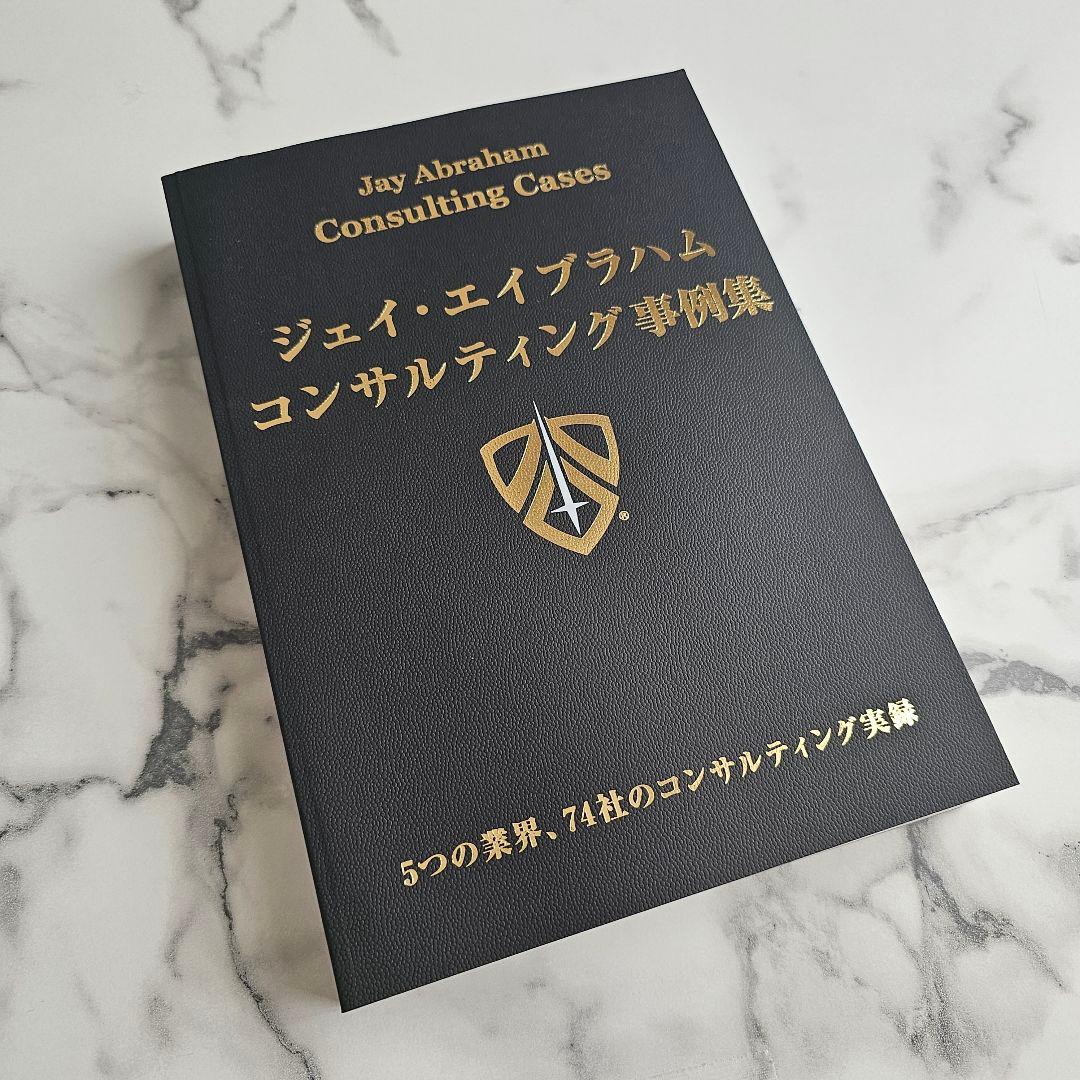 Jay Abraham
Consulting Cases
ジェイ・エイブラハム
コンサルティング事例集
®
5つの業界、74社のコンサルティング実録